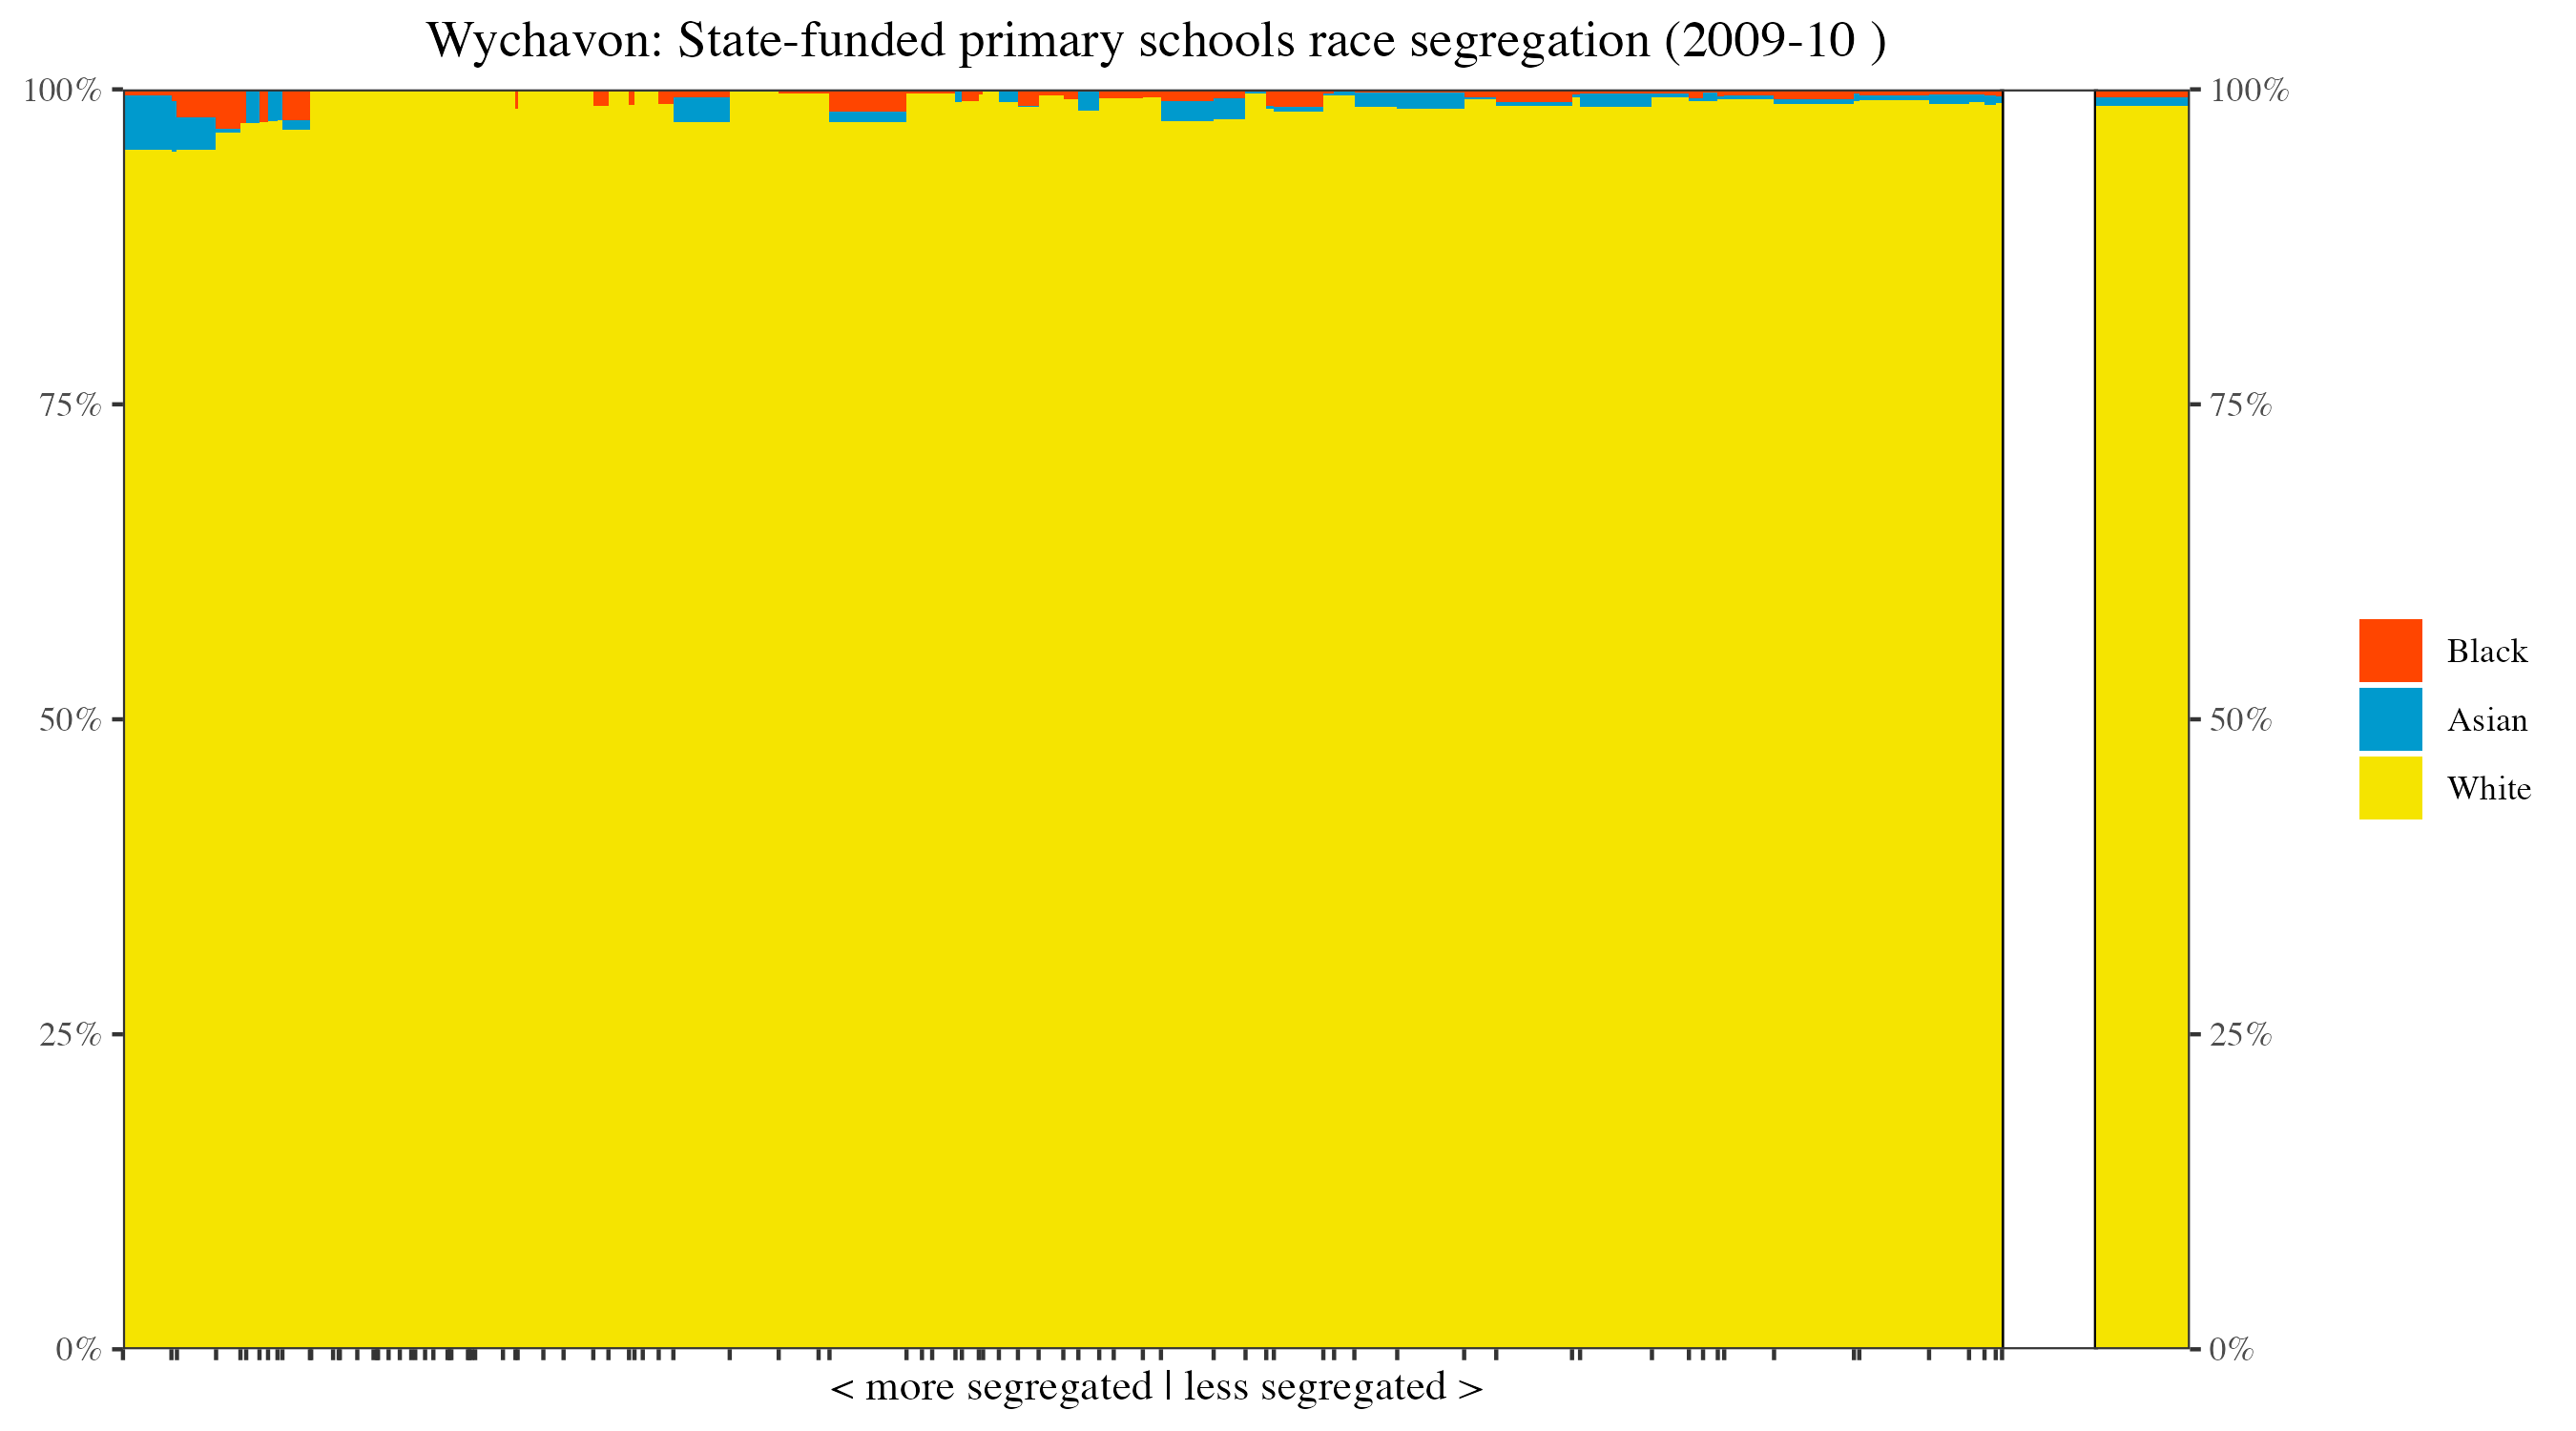 Wychavon: State-funded primary schools race segregation (2009-10 )
100%
75%
50%
25%
0%
100%
75%
50%
25%
0%
Black
Asian
White
< more segregated | less segregated >